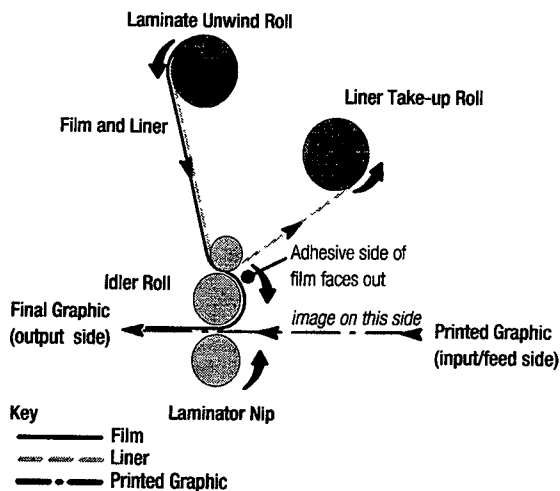 Laminate Unwind Roll
Liner Take-up Roll
Film and Liner
Adhesive side of
film faces out
Idler Roll
Final Graphic
(output side)
image on this side
Printed Graphic
(input/feed side)
Laminator Nip
Key
Film
Liner
Printed Graphic